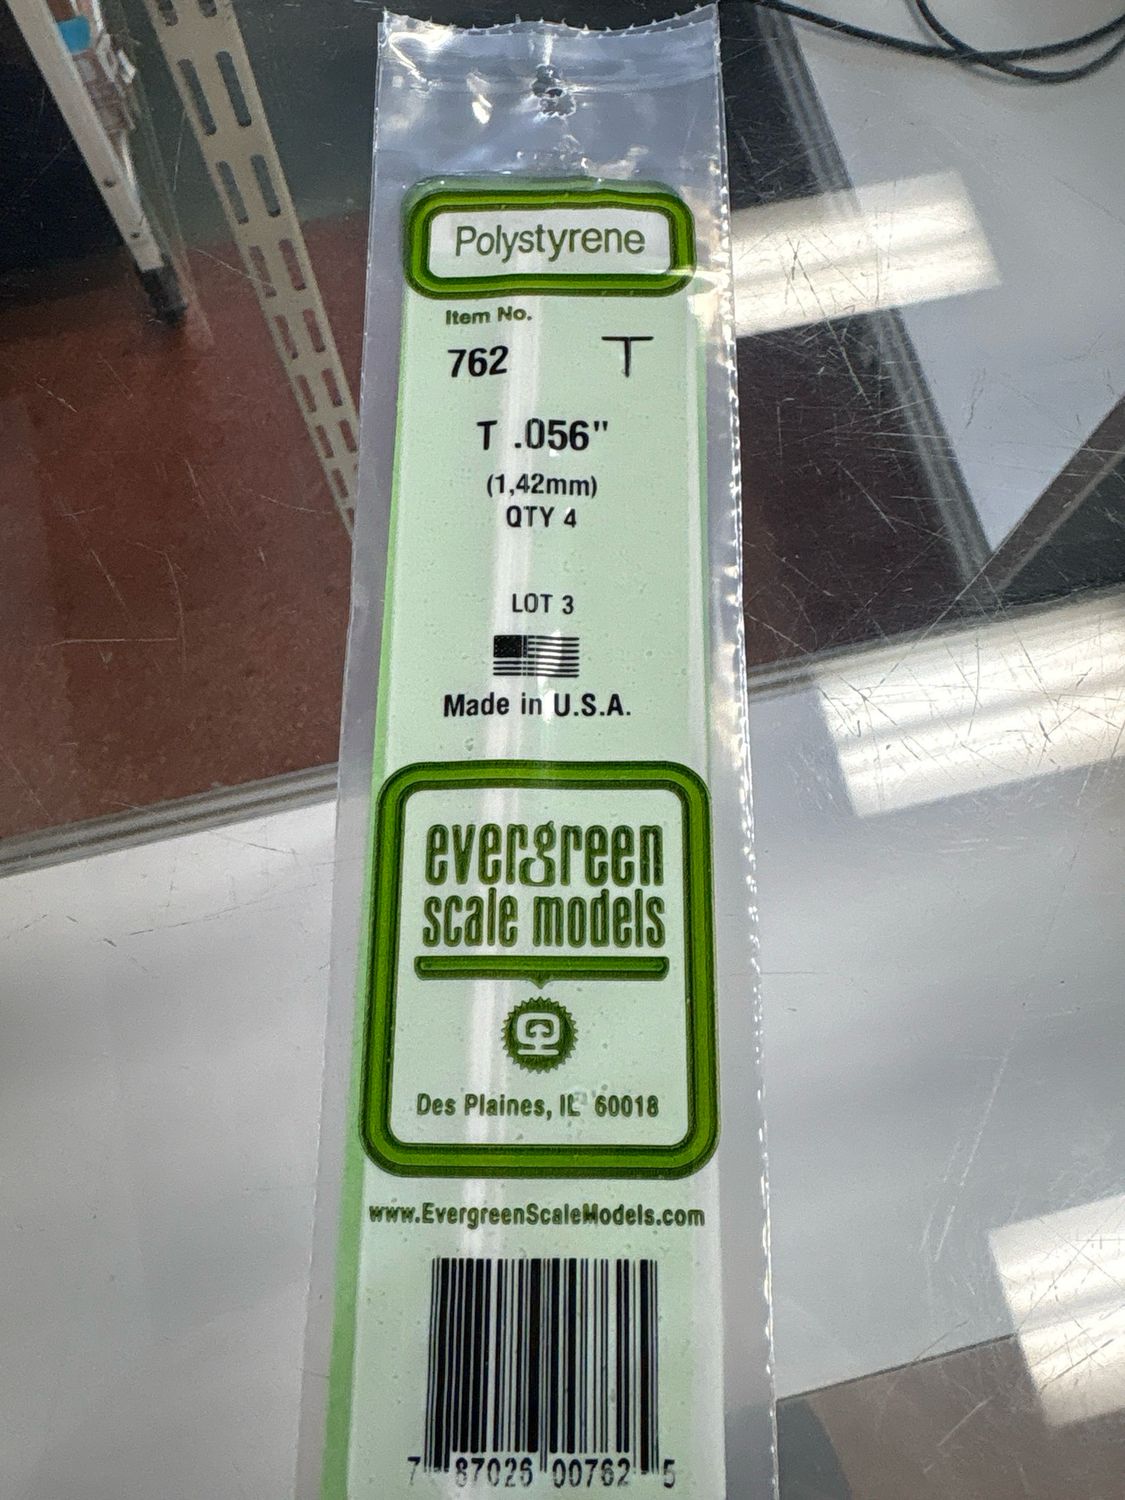 Polystyrene
Item No.
762 T
T .056"
(1,42mm)
QTY 4
LOT 3
Made in U.S.A.
evergreen
scale models
Des Plaines, IL 60018
www.EvergreenScaleModels.com
7 87026 00762 5